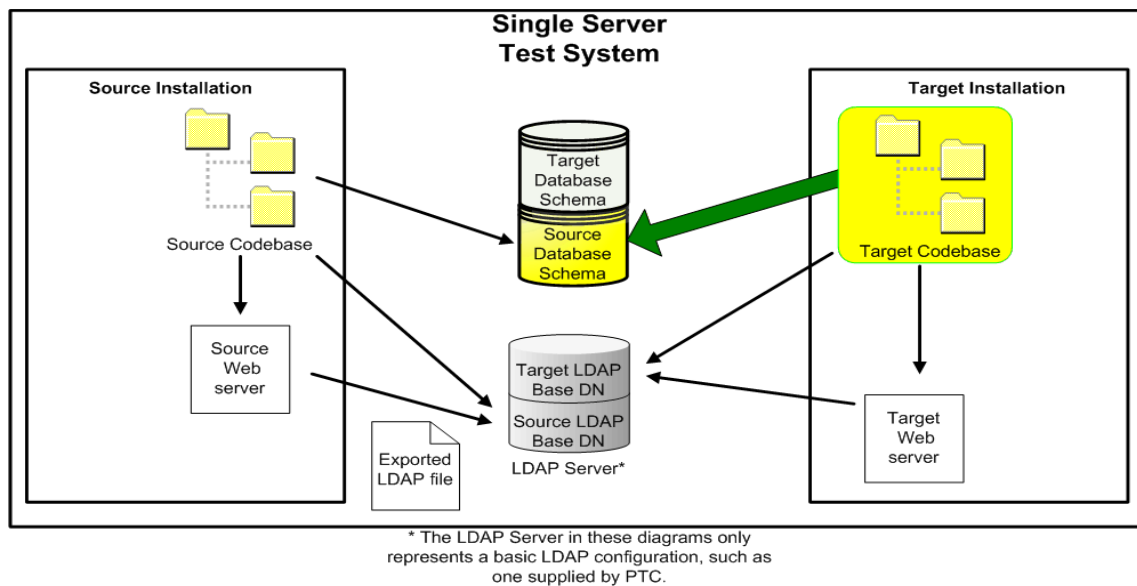 Single Server
Test System
Source Installation
Source Codebase
Source
Web
server
Exported
LDAP file
Target
Database
Schema
Source
Database
Schema
Target LDAP
Base DN
Source LDAP
Base DN
LDAP Server*
Target Installation
Target Codebase
Target
Web
server
* The LDAP Server in these diagrams only
represents a basic LDAP configuration, such as
one supplied by PTC.